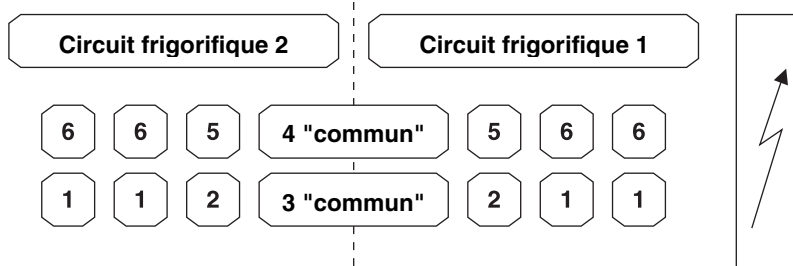 Circuit frigorifique 2 Circuit frigorifique 1
6 6 5 4 "commun" 5 6 6
1 1 2 3 "commun" 2 1 1